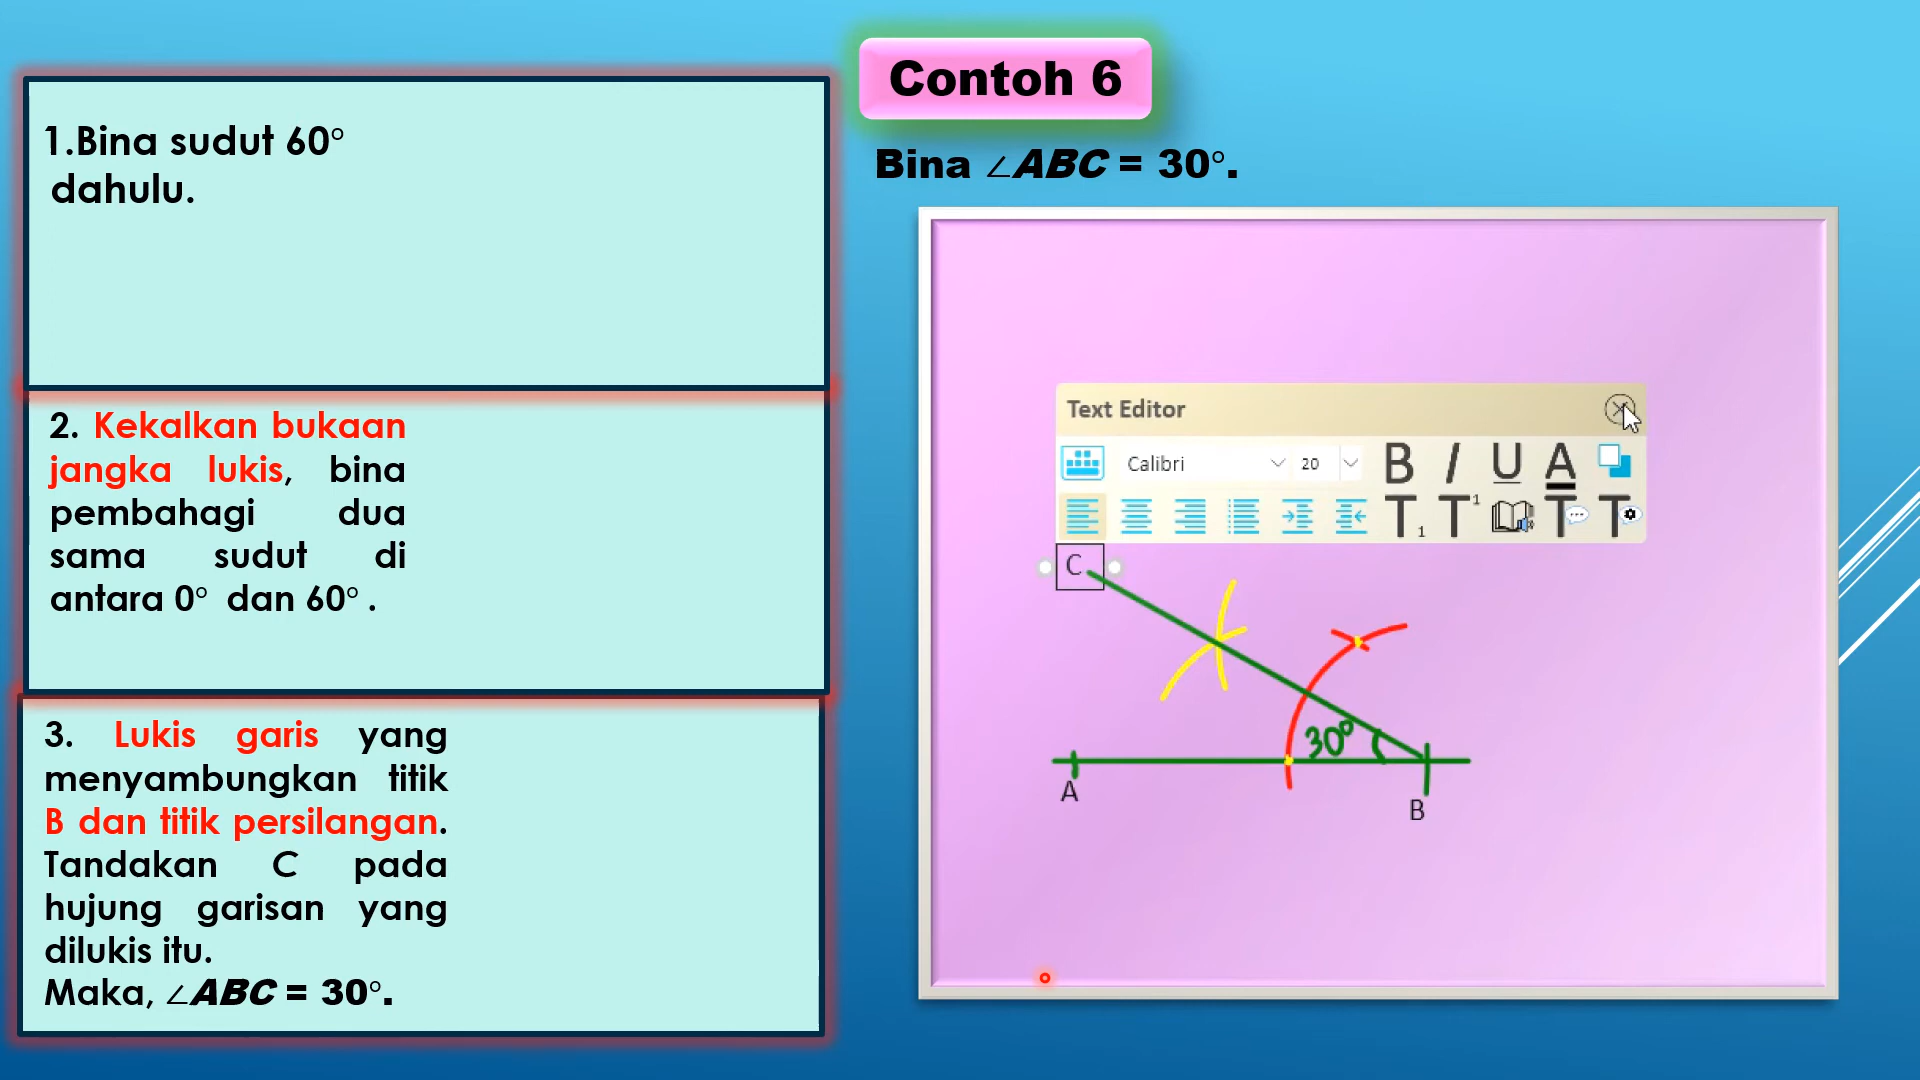 Contoh 6
Bina ∠ABC = 30°.
1.Bina sudut 60°
dahulu.
2. Kekalkan bukaan
jangka lukis, bina
pembahagi dua
sama sudut di
antara 0° dan 60° .
3. Lukis garis yang
menyambungkan titik
B dan titik persilangan.
Tandakan C pada
hujung garisan yang
dilukis itu.
Maka, ∠ABC = 30°.
Text Editor
Calibri 20 B I U A
T1 T1 T T
C
30°
A
B